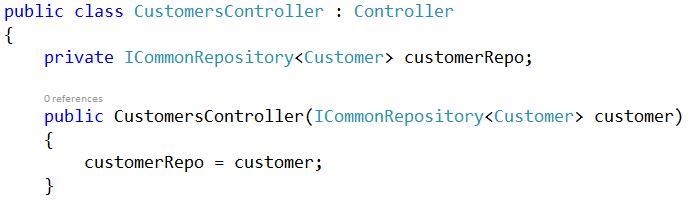 public class CustomersController : Controller
{
    private ICommonRepository<Customer> customerRepo;
    0 references
    public CustomersController(ICommonRepository<Customer> customer)
    {
        customerRepo = customer;
    }